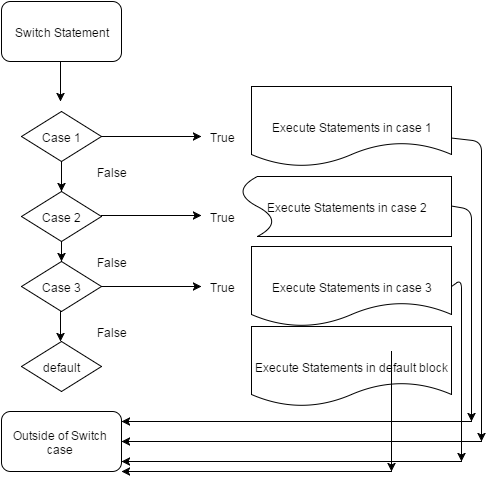 Switch Statement
Case 1
True
Execute Statements in case 1
False
Case 2
True
Execute Statements in case 2
False
Case 3
True
Execute Statements in case 3
False
default
Execute Statements in default block
Outside of Switch
case